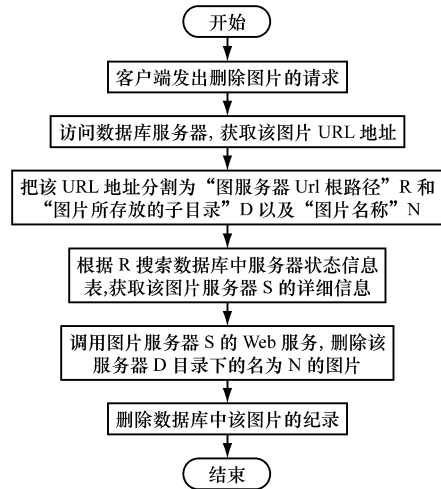 开始
客户端发出删除图片的请求
访问数据库服务器, 获取该图片 URL 地址
把该 URL 地址分割为“图服务器 Url 根路径”R 和
“图片所存放的子目录”D 以及“图片名称”N
根据 R 搜索数据库中服务器状态信息
表,获取该图片服务器 S 的详细信息
调用图片服务器 S 的 Web 服务, 删除该
服务器 D 目录下的名为 N 的图片
删除数据库中该图片的纪录
结束